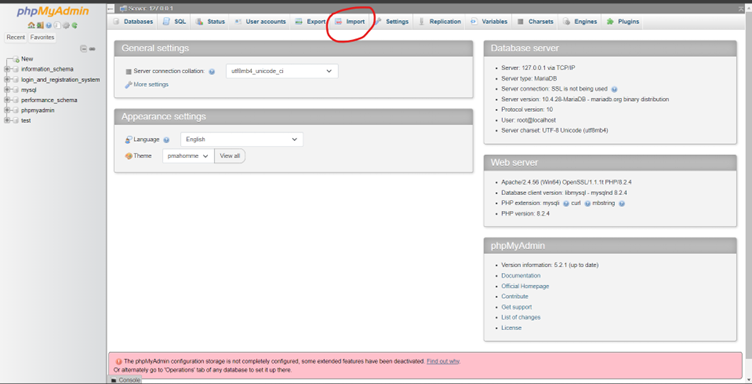 phpMyAdmin
Recent Favorites
New
information_schema
login_and_registration_system
mysql
performance_schema
phpmyadmin
test
Server: 127.0.0.1
Databases SQL Status User accounts Export Import Settings Replication Variables Charsets Engines Plugins
General settings
Server connection collation: utf8mb4_unicode_ci
More settings
Appearance settings
Language English
Theme pmahomme View all
Database server
Server: 127.0.0.1 via TCP/IP
Server type: MariaDB
Server connection: SSL is not being used
Server version: 10.4.28-MariaDB - mariadb.org binary distribution
Protocol version: 10
User: root@localhost
Server charset: UTF-8 Unicode (utf8mb4)
Web server
Apache/2.4.56 (Win64) OpenSSL/1.1.1t PHP/8.2.4
Database client version: libmysql - mysqlnd 8.2.4
PHP extension: mysqli curl mbstring
PHP version: 8.2.4
phpMyAdmin
Version information: 5.2.1 (up to date)
Documentation
Official Homepage
Contribute
Get support
List of changes
License
The phpMyAdmin configuration storage is not completely configured, some extended features have been deactivated. Find out why.
Or alternately go to 'Operations' tab of any database to set it up there.
Console